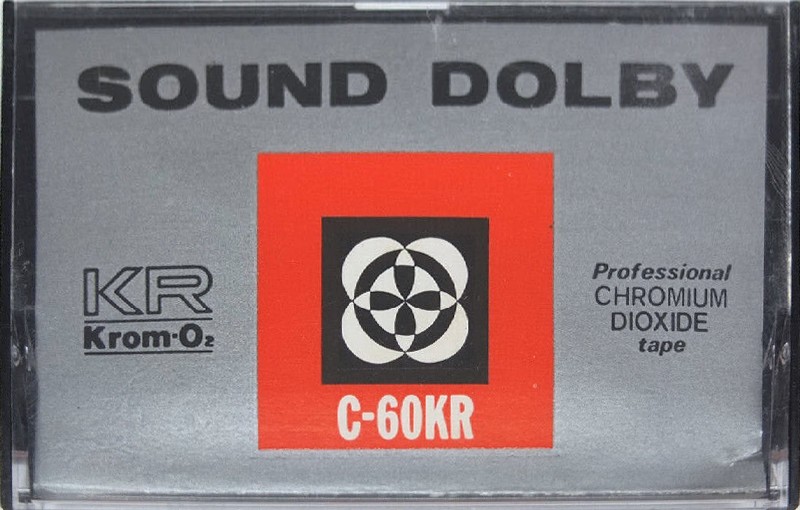 SOUND DOLBY
KR
Krom-O₂
Professional
CHROMIUM
DIOXIDE
tape
C-60KR